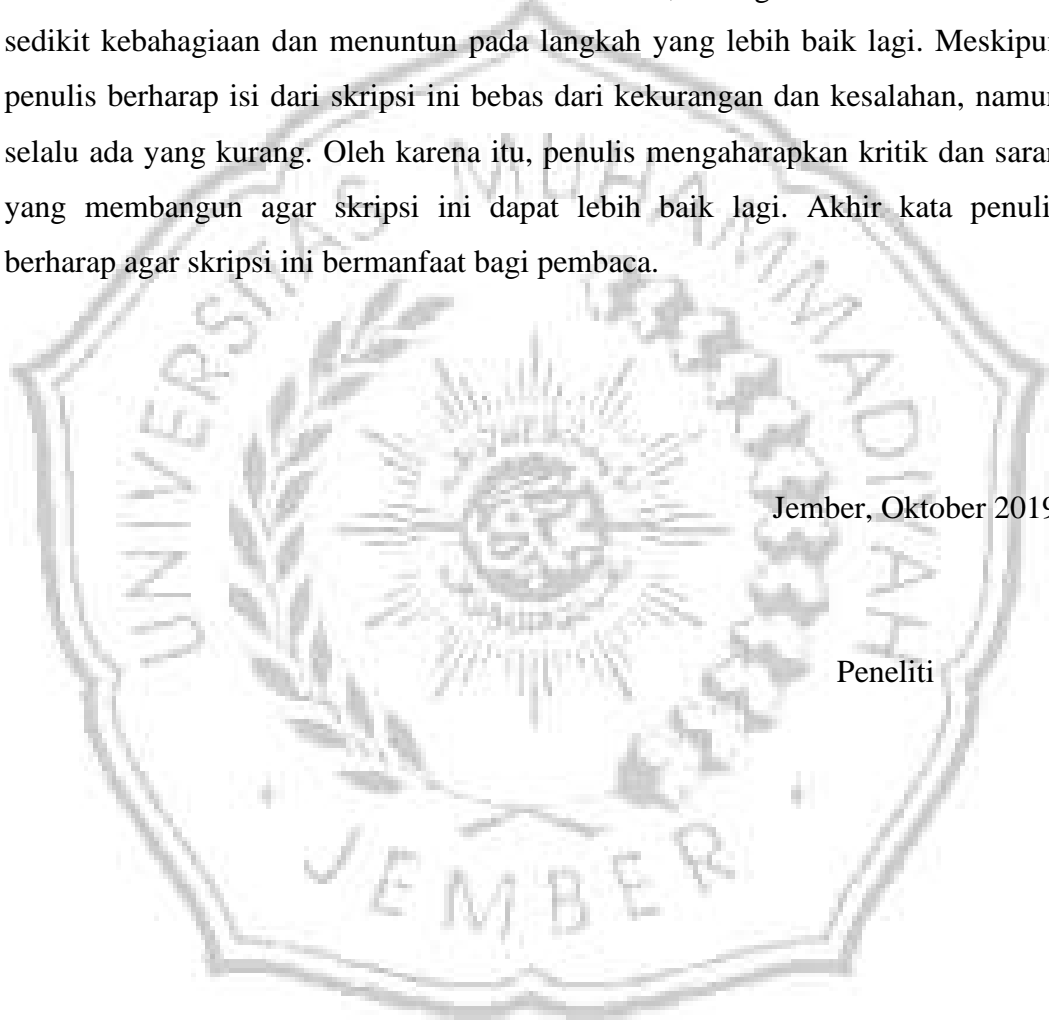 sedikit kebahagiaan dan menuntun pada langkah yang lebih baik lagi. Meskipun
penulis berharap isi dari skripsi ini bebas dari kekurangan dan kesalahan, namun
selalu ada yang kurang. Oleh karena itu, penulis mengaharapkan kritik dan saran
yang membangun agar skripsi ini dapat lebih baik lagi. Akhir kata penulis
berharap agar skripsi ini bermanfaat bagi pembaca.
UNIVERSITAS MUHAMMADIYAH
Jember, Oktober 2019
Peneliti
JEMBER